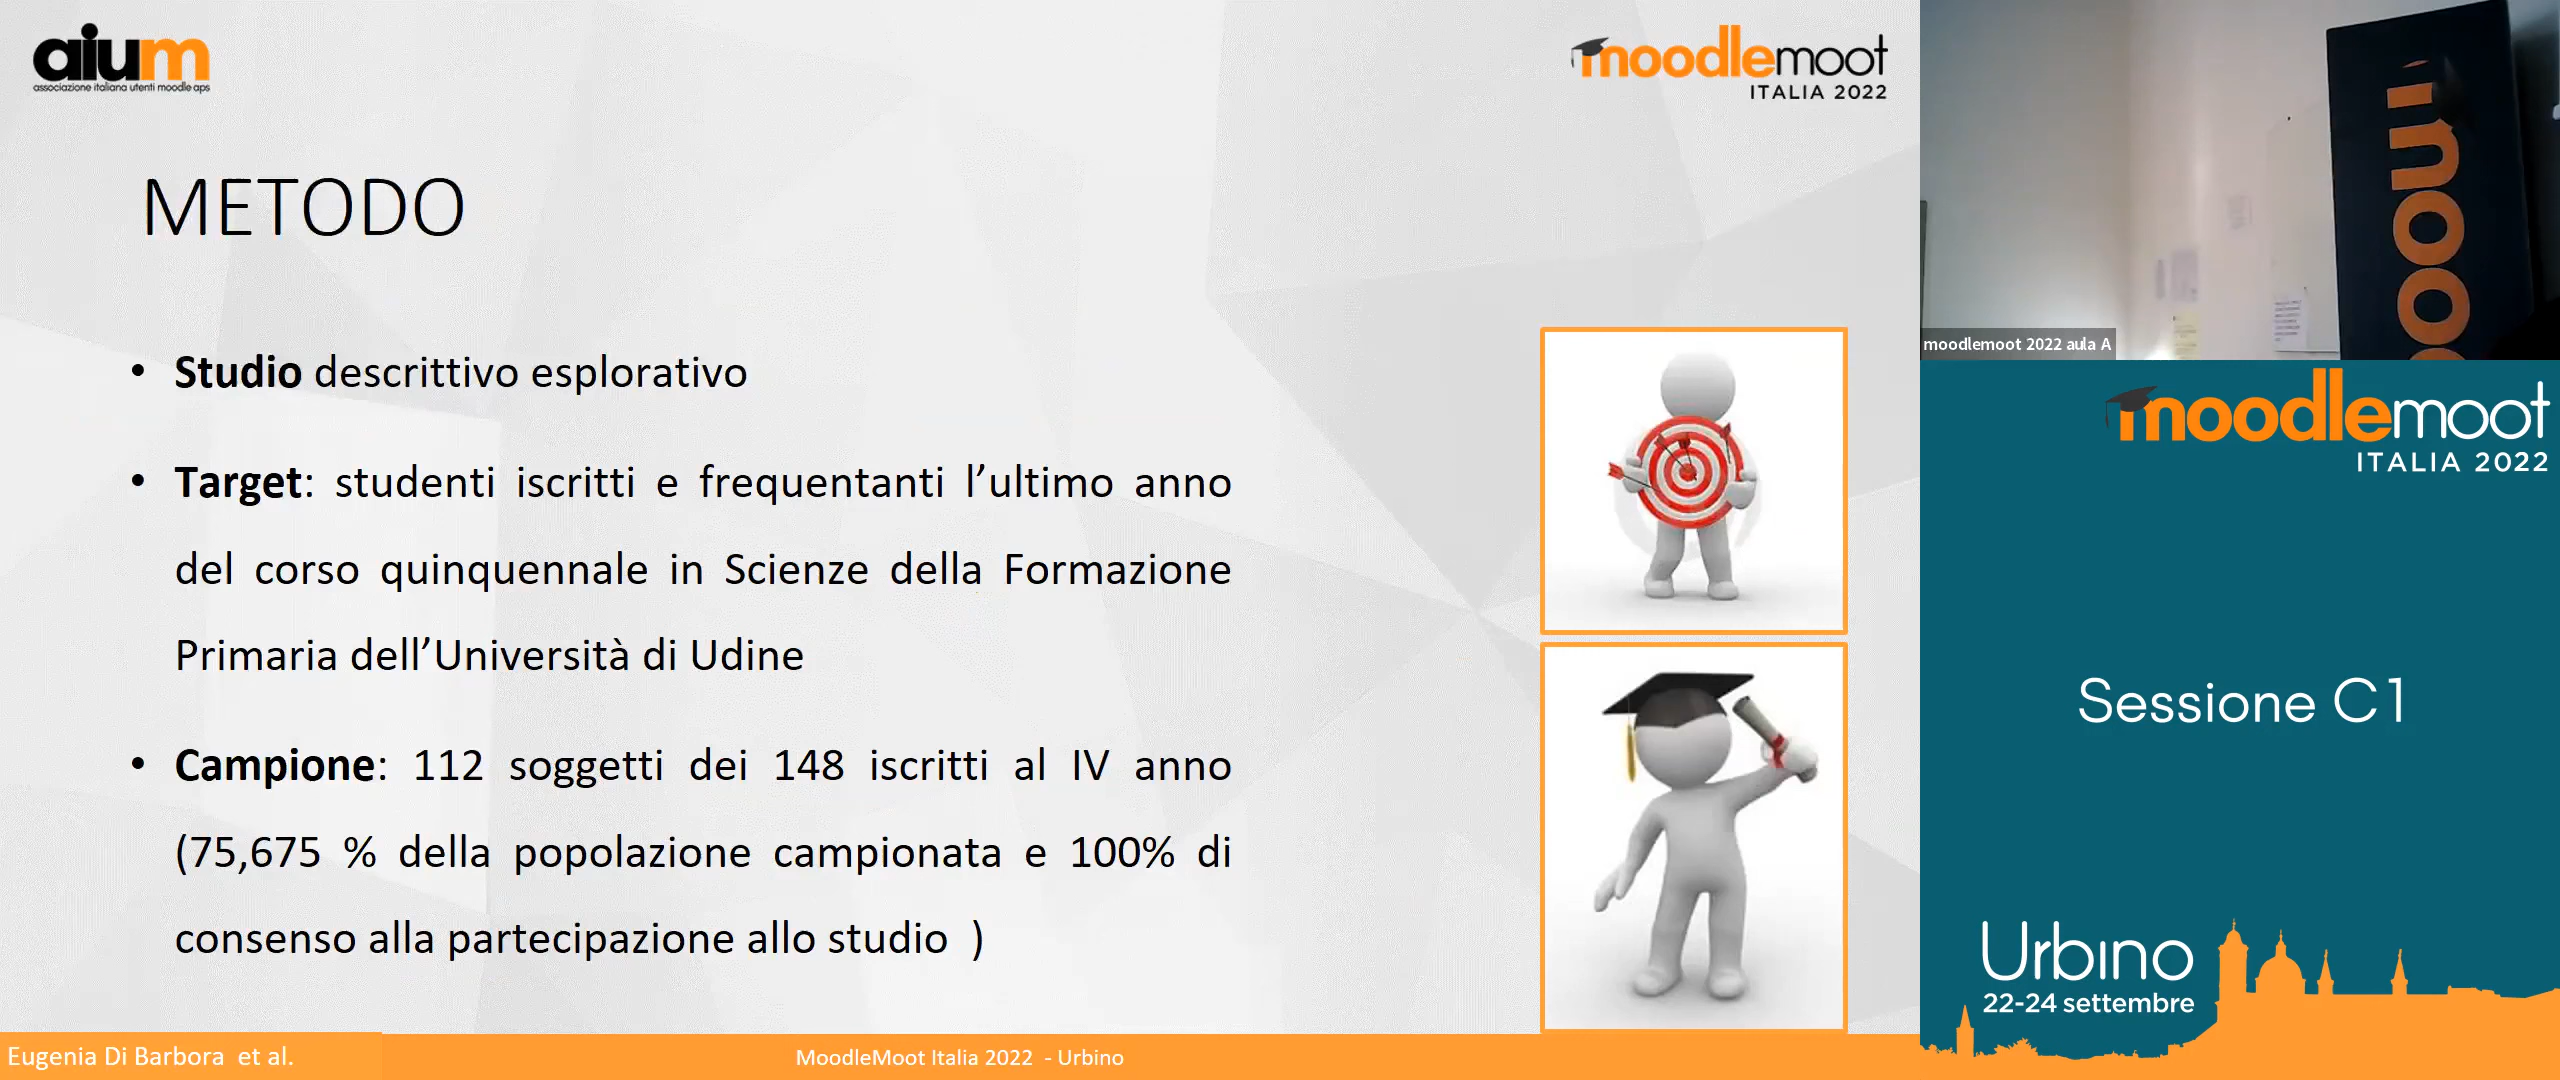 aium
associazione italiana utenti moodle aps
moodlemoot
ITALIA 2022
METODO
• Studio descrittivo esplorativo
• Target: studenti iscritti e frequentanti l’ultimo anno
del corso quinquennale in Scienze della Formazione
Primaria dell’Università di Udine
• Campione: 112 soggetti dei 148 iscritti al IV anno
(75,675 % della popolazione campionata e 100% di
consenso alla partecipazione allo studio )
Eugenia Di Barbora et al.
MoodleMoot Italia 2022 - Urbino
moodlemoot 2022 aula A
moodlemoot
ITALIA 2022
Sessione C1
Urbino
22-24 settembre